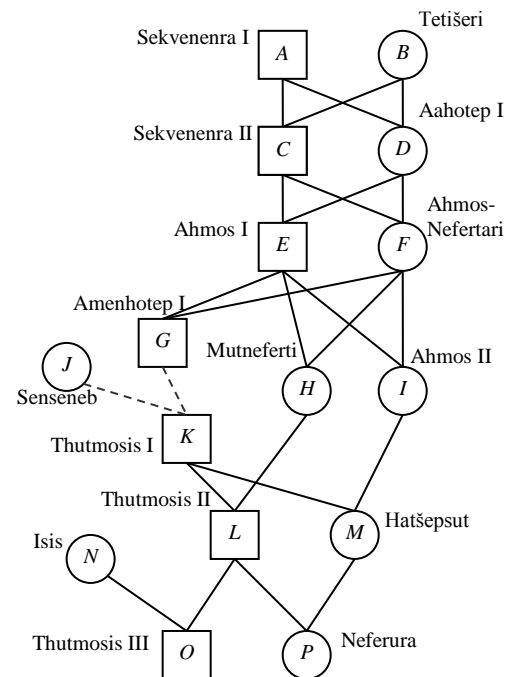 Sekvenenra I
A
B
Tetišeri
Sekvenenra II
C
D
Aahotep I
Ahmos I
E
F
Ahmos-
Nefertari
Amenhotep I
G
Mutneferti
H
I
Ahmos II
J
Senseneb
K
Thutmosis I
Thutmosis II
L
M
Hatšepsut
Isis
N
Thutmosis III
O
P
Neferura